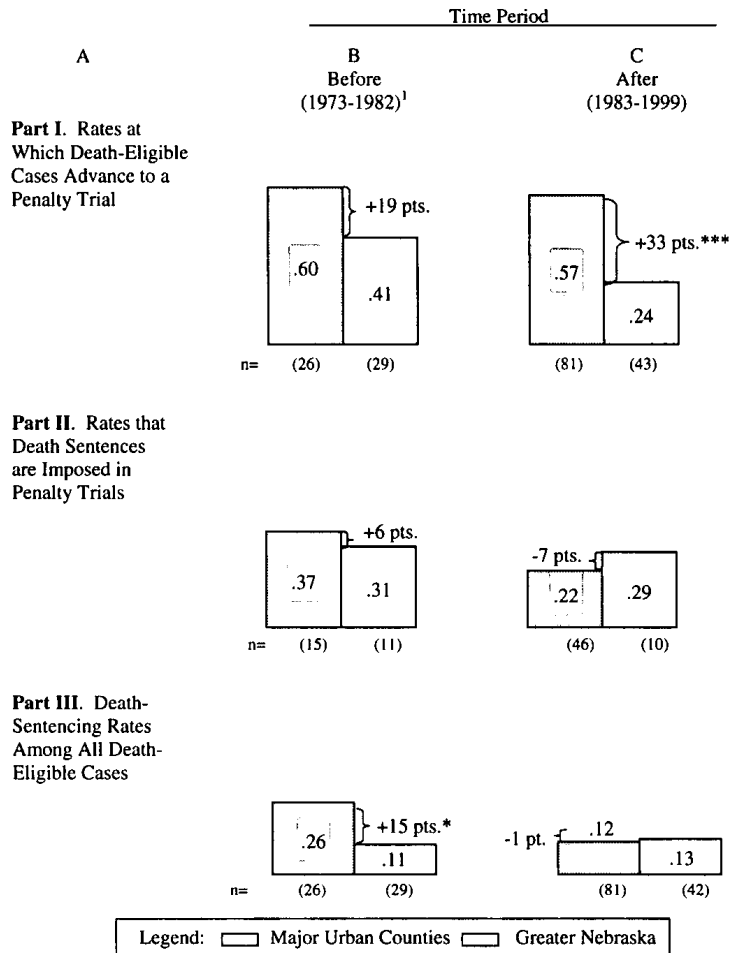 Time Period
A
B
C
Before
After
(1973-1982)¹
(1983-1999)
Part I. Rates at
Which Death-Eligible
Cases Advance to a
Penalty Trial
+19 pts.
+33 pts.***
.60
.41
.57
.24
n= (26) (29)
(81) (43)
Part II. Rates that
Death Sentences
are Imposed in
Penalty Trials
+6 pts.
-7 pts.
.37
.31
.22
.29
n= (15) (11)
(46) (10)
Part III. Death-
Sentencing Rates
Among All Death-
Eligible Cases
+15 pts.*
-1 pt.
.12
.26
.11
.13
n= (26) (29)
(81) (42)
Legend: Major Urban Counties Greater Nebraska